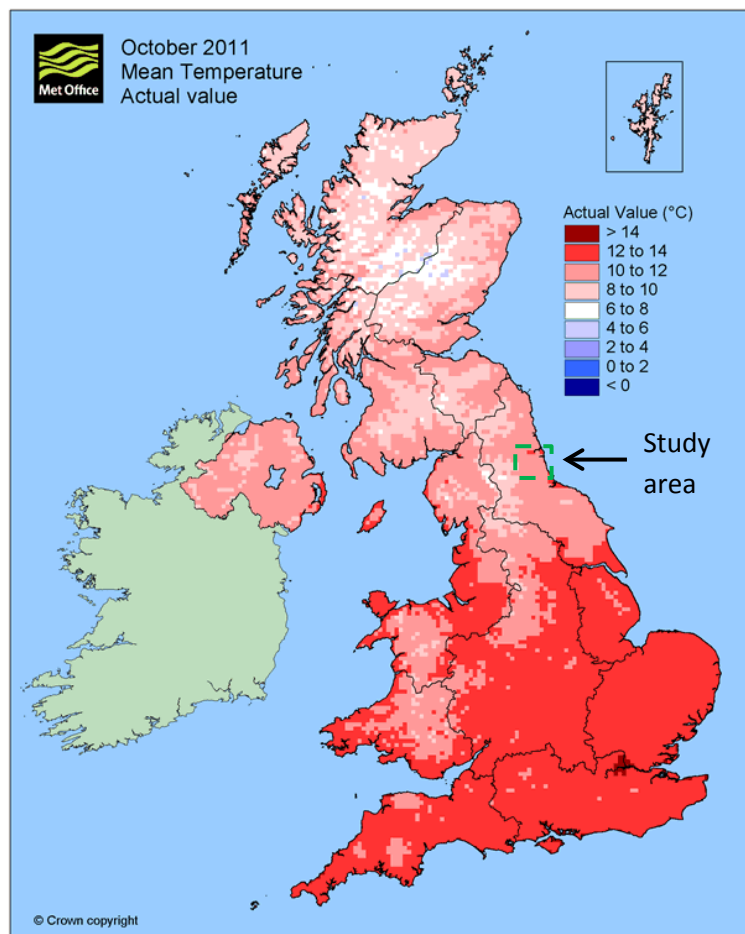 Met Office
October 2011
Mean Temperature
Actual value
Actual Value (°C)
> 14
12 to 14
10 to 12
8 to 10
6 to 8
4 to 6
2 to 4
0 to 2
< 0
Study
area
© Crown copyright